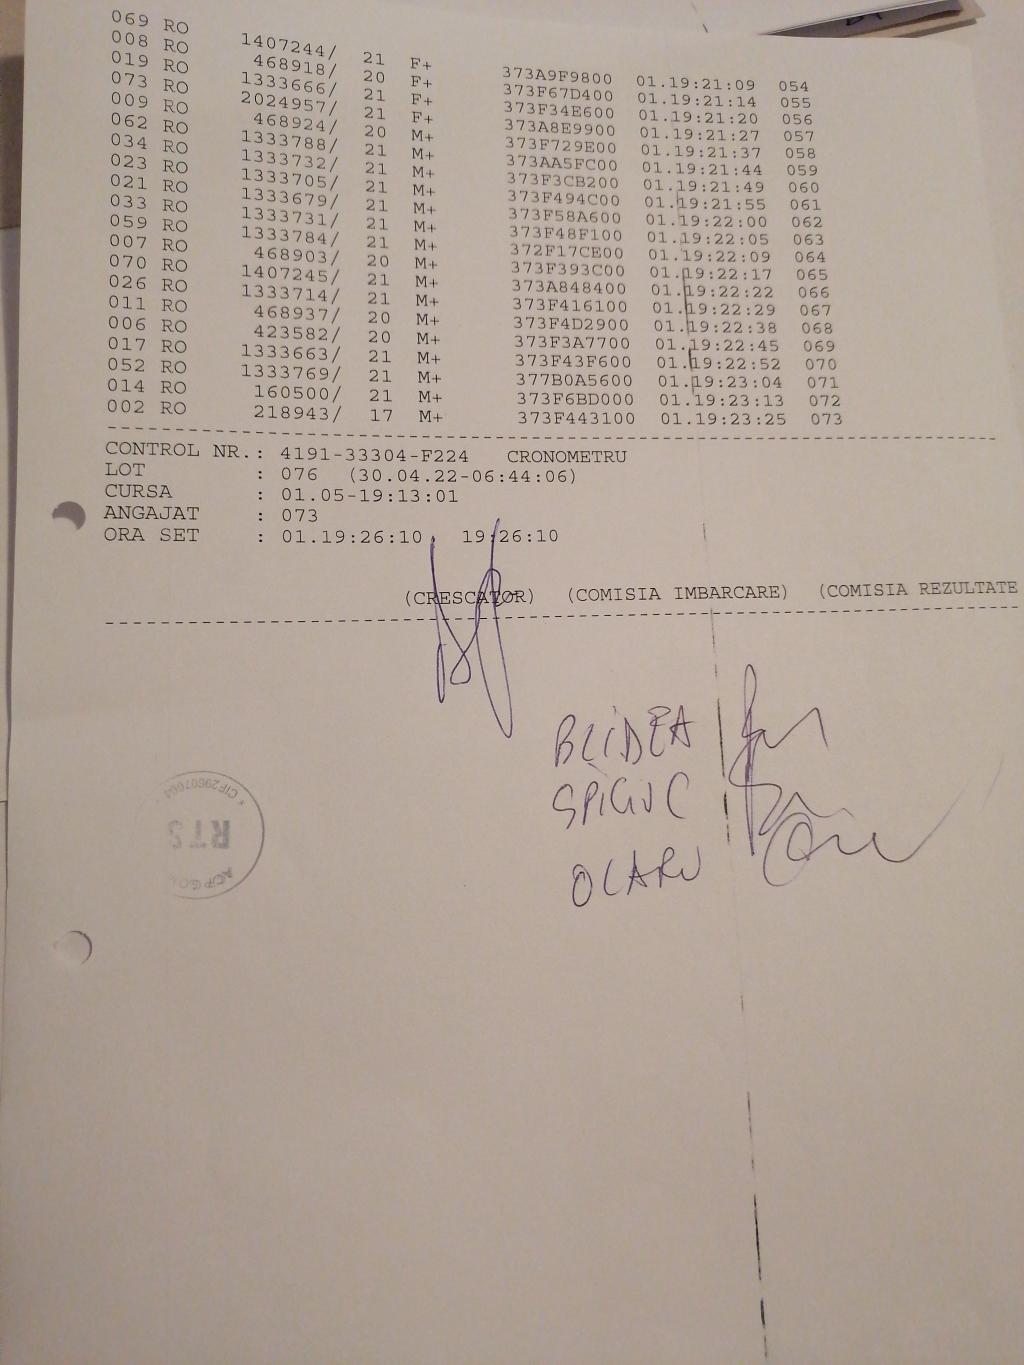 069 RO 1407244/ 21 F+ 373A9F9800 01.19:21:09 054
008 RO 468918/ 20 F+ 373F67D400 01.19:21:14 055
019 RO 1333666/ 21 F+ 373F34E600 01.19:21:20 056
073 RO 2024957/ 21 F+ 373A8E9900 01.19:21:27 057
009 RO 468924/ 20 M+ 373F729E00 01.19:21:37 058
062 RO 1333788/ 21 M+ 373AA5FC00 01.19:21:44 059
034 RO 1333732/ 21 M+ 373F3CB200 01.19:21:49 060
023 RO 1333705/ 21 M+ 373F494C00 01.19:21:55 061
021 RO 1333679/ 21 M+ 373F58A600 01.19:22:00 062
033 RO 1333731/ 21 M+ 373F48F100 01.19:22:05 063
059 RO 1333784/ 21 M+ 372F17CE00 01.19:22:09 064
007 RO 468903/ 20 M+ 373F393C00 01.19:22:17 065
070 RO 1407245/ 21 M+ 373A848400 01.19:22:22 066
026 RO 1333714/ 21 M+ 373F416100 01.19:22:29 067
011 RO 468937/ 20 M+ 373F4D2900 01.19:22:38 068
006 RO 423582/ 20 M+ 373F3A7700 01.19:22:45 069
017 RO 1333663/ 21 M+ 373F43F600 01.19:22:52 070
052 RO 1333769/ 21 M+ 377B0A5600 01.19:23:04 071
014 RO 160500/ 21 M+ 373F6BD000 01.19:23:13 072
002 RO 218943/ 17 M+ 373F443100 01.19:23:25 073
CONTROL NR.: 4191-33304-F224 CRONOMETRU
LOT : 076 (30.04.22-06:44:06)
CURSA : 01.05-19:13:01
ANGAJAT : 073
ORA SET : 01.19:26:10 19:26:10
(CRESCATOR) (COMISIA IMBARCARE) (COMISIA REZULTATE
BLIDEA
SPIGUC
OLARU
RTS